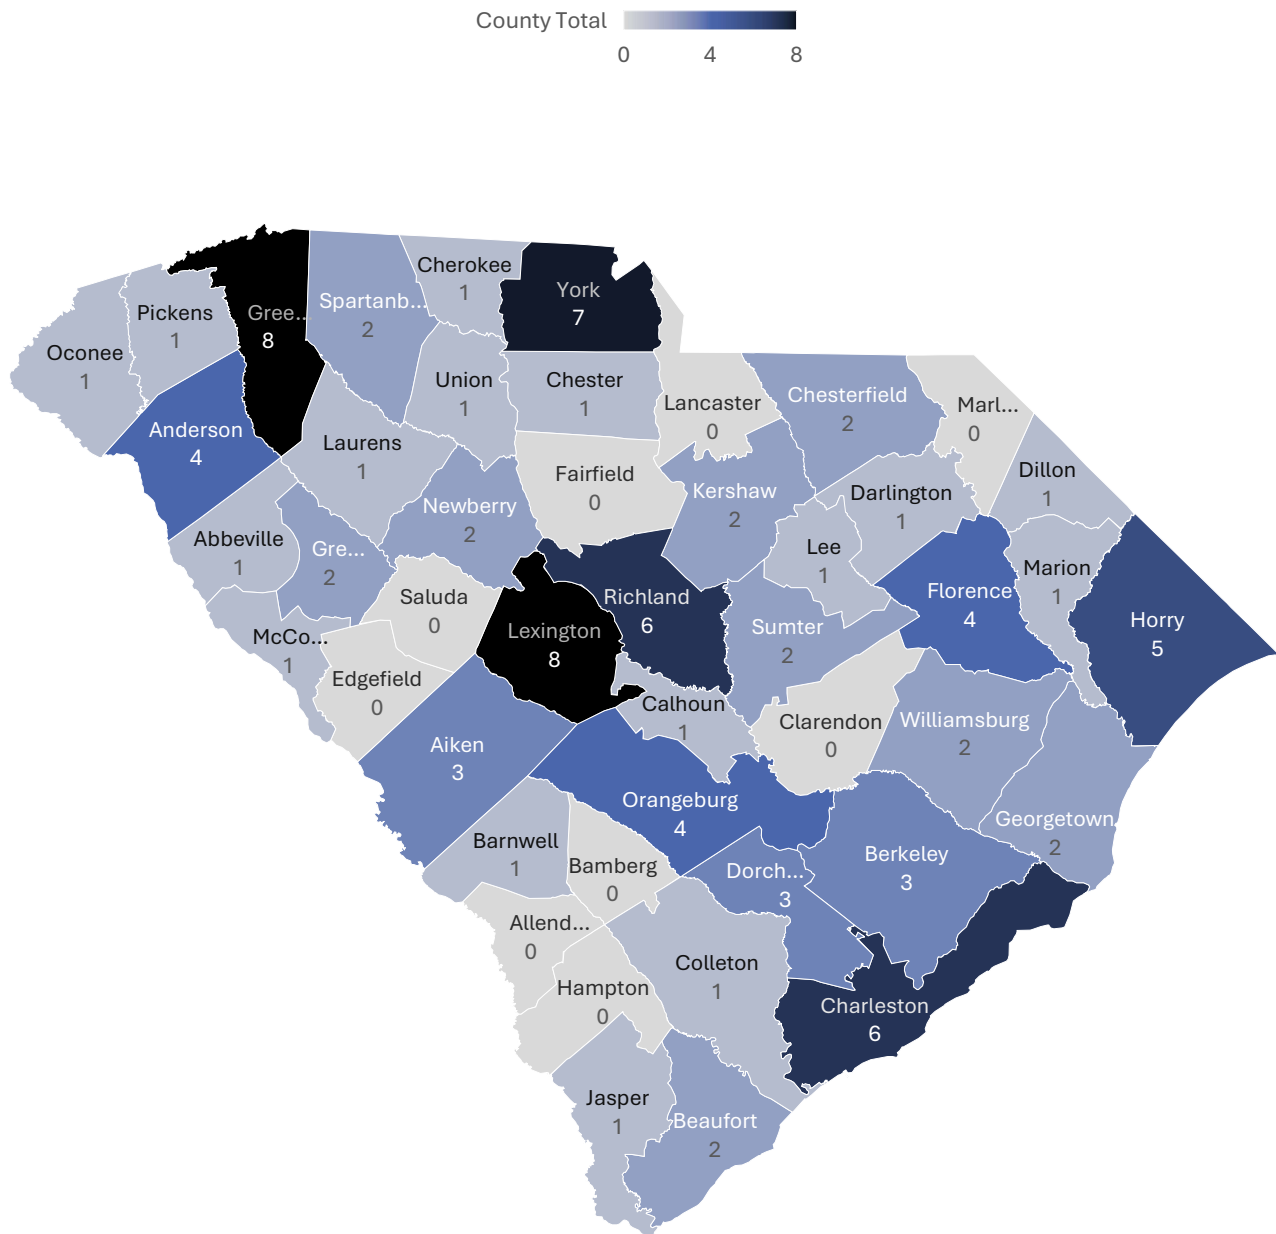 County Total
0 4 8
Cherokee
1
York
7
Pickens
1
Gree...
8
Spartanb...
2
Oconee
1
Union
1
Chester
1
Lancaster
0
Chesterfield
2
Marl...
0
Anderson
4
Laurens
1
Fairfield
0
Kershaw
2
Darlington
1
Dillon
1
Newberry
2
Abbeville
1
Gre...
2
Lee
1
Marion
1
Saluda
0
Richland
6
Florence
4
Horry
5
McCo...
1
Lexington
8
Sumter
2
Edgefield
0
Calhoun
1
Clarendon
0
Williamsburg
2
Aiken
3
Orangeburg
4
Georgetown
2
Barnwell
1
Bamberg
0
Dorch...
3
Berkeley
3
Allend...
0
Colleton
1
Hampton
0
Charleston
6
Jasper
1
Beaufort
2